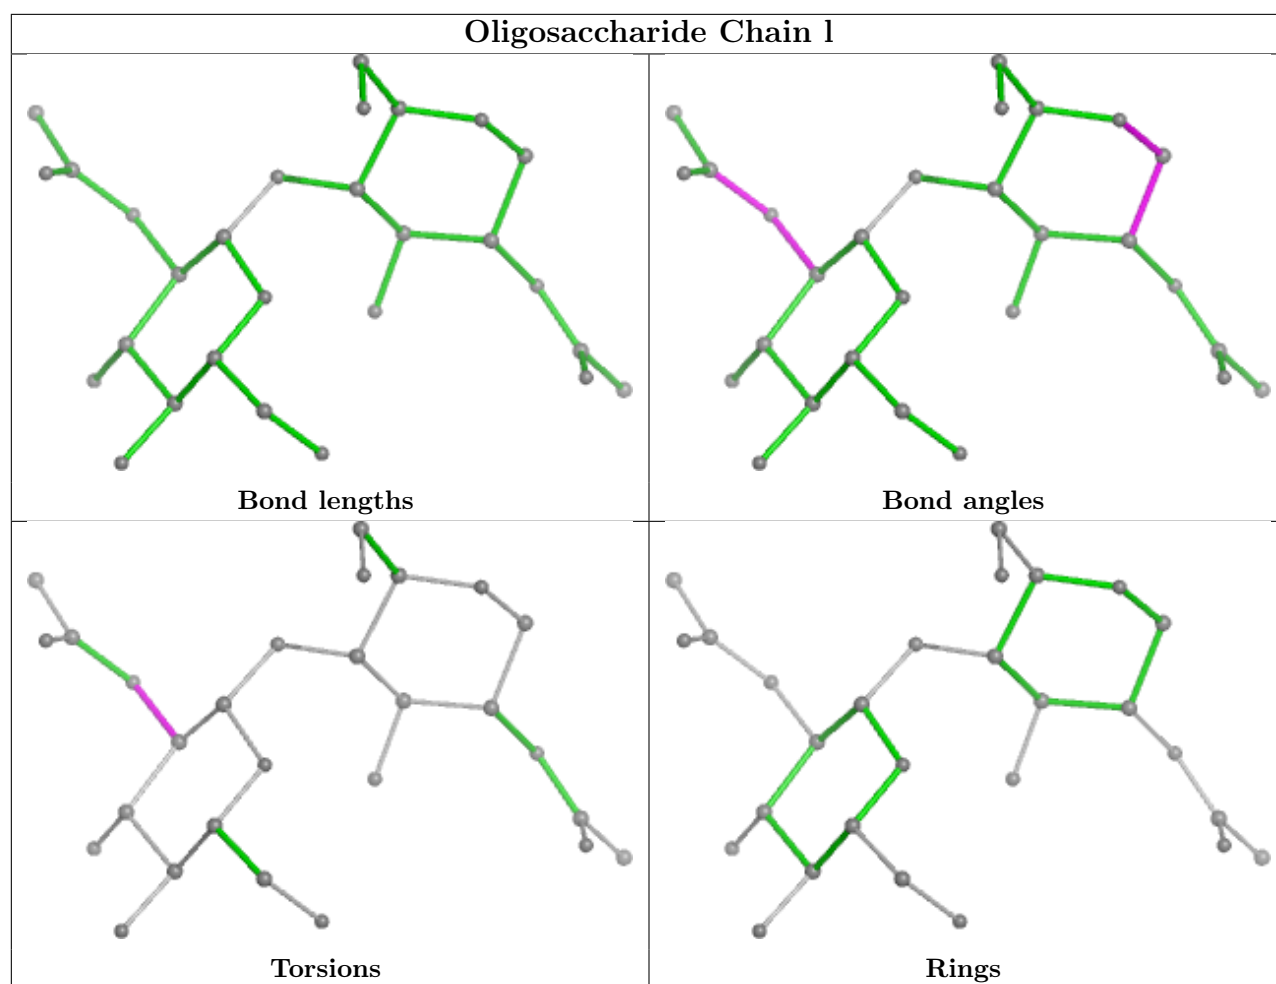 Oligosaccharide Chain l
Bond lengths
Bond angles
Torsions
Rings